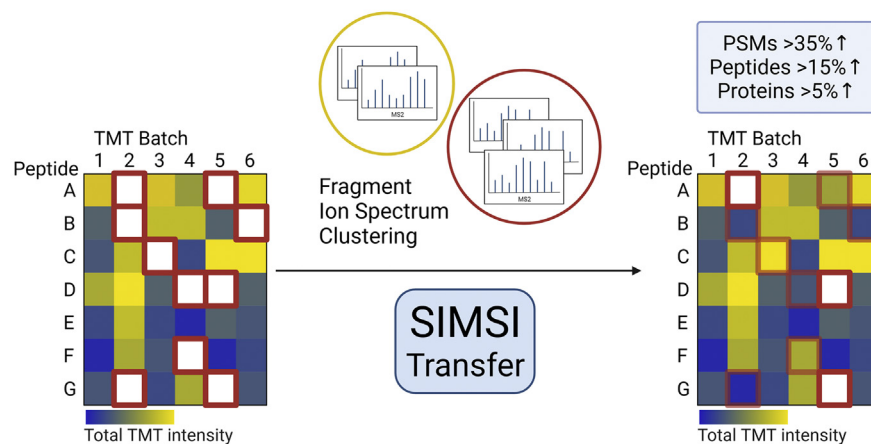 PSMs >35%↑
Peptides >15%↑
Proteins >5%↑
MS2
MS2
TMT Batch
Peptide 1 2 3 4 5 6
A
B
C
D
E
F
G
Total TMT intensity
Fragment
Ion Spectrum
Clustering
SIMSI
Transfer
TMT Batch
Peptide 1 2 3 4 5 6
A
B
C
D
E
F
G
Total TMT intensity